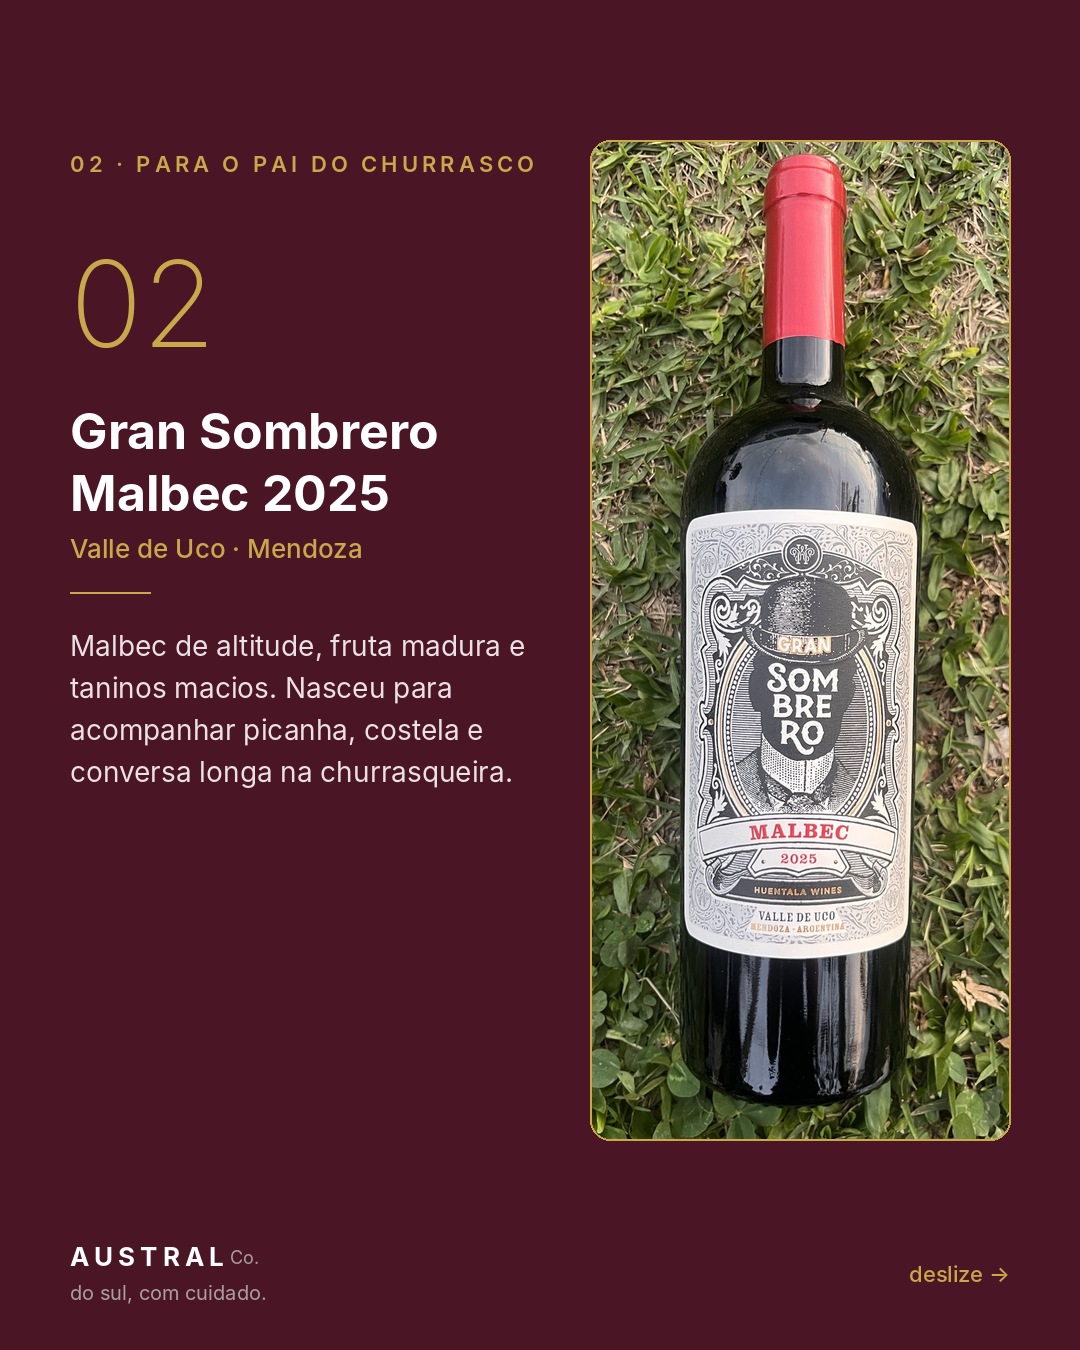 02 · PARA O PAI DO CHURRASCO
02
Gran Sombrero
Malbec 2025
Valle de Uco · Mendoza
Malbec de altitude, fruta madura e
taninos macios. Nasceu para
acompanhar picanha, costela e
conversa longa na churrasqueira.
GRAN
SOM
BRE
RO
MALBEC
2025
HUENTALA WINES
VALLE DE UCO
MENDOZA · ARGENTINA
AUSTRAL Co.
do sul, com cuidado.
deslize →